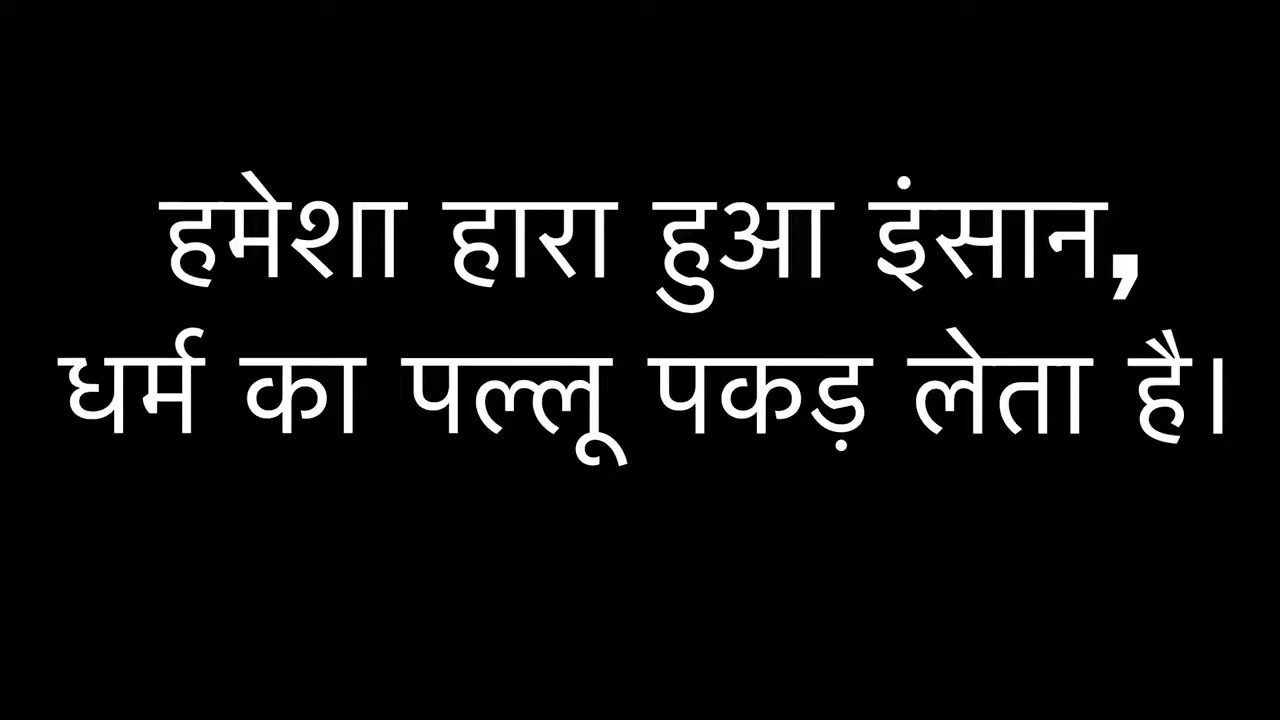 हमेशा हारा हुआ इंसान,
धर्म का पल्लू पकड़ लेता है।